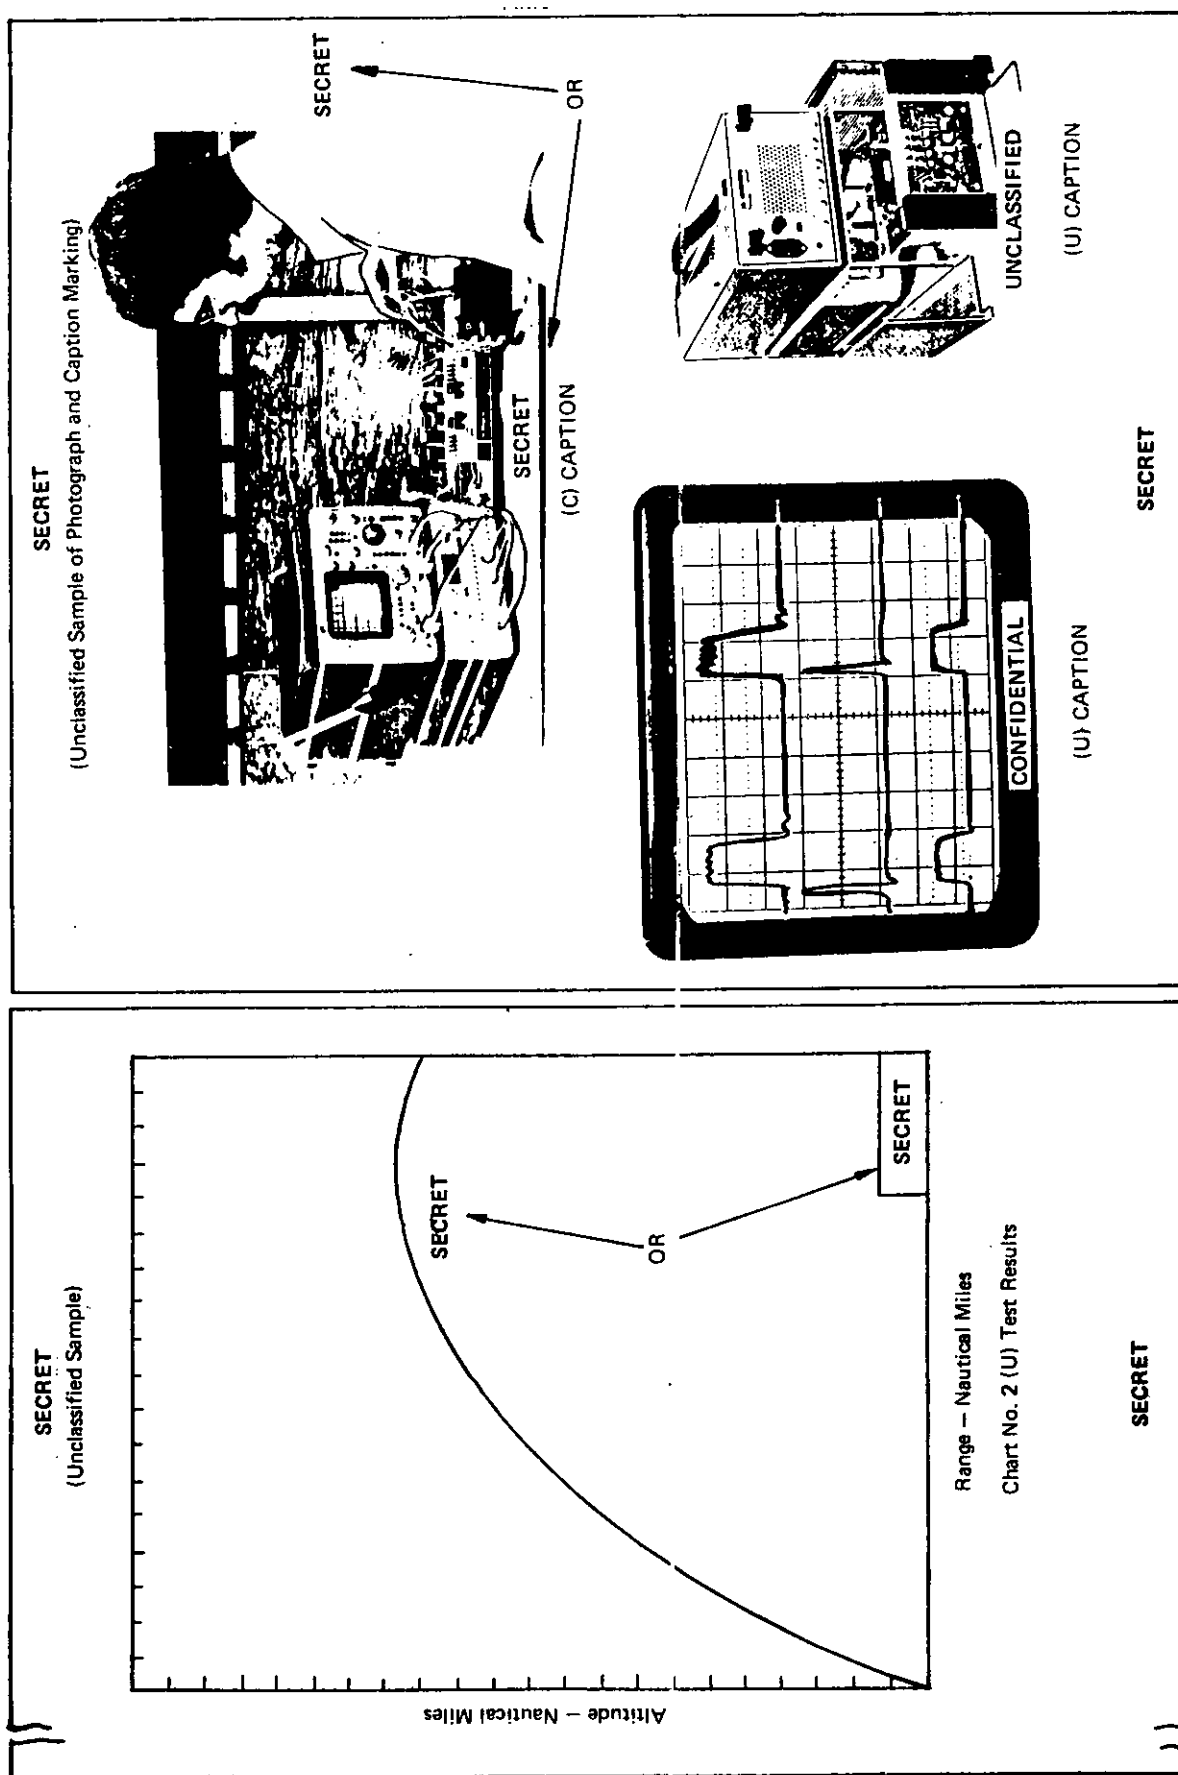 SECRET
(Unclassified Sample)
Altitude – Nautical Miles
SECRET
OR
SECRET
Range – Nautical Miles
Chart No. 2 (U) Test Results
SECRET
SECRET
(Unclassified Sample of Photograph and Caption Marking)
SECRET
OR
SECRET
(C) CAPTION
CONFIDENTIAL
(U) CAPTION
UNCLASSIFIED
(U) CAPTION
SECRET